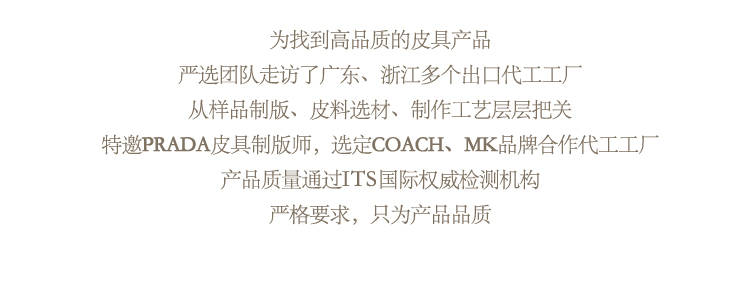 为找到高品质的皮具产品
严选团队走访了广东、浙江多个出口代工工厂
从样品制版、皮料选材、制作工艺层层把关
特邀PRADA皮具制版师，选定COACH、MK品牌合作代工工厂
产品质量通过ITS国际权威检测机构
严格要求，只为产品品质